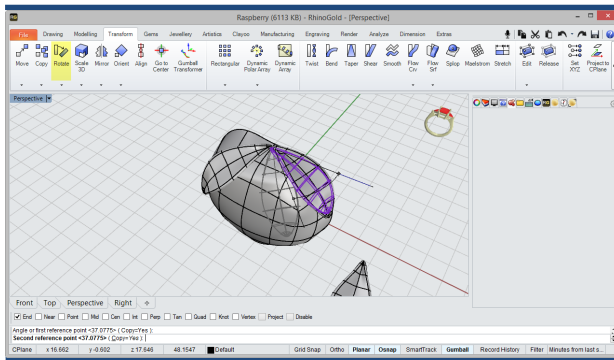 Raspberry (6113 KB) - RhinoGold - [Perspective]
File Drawing Modelling Transform Gems Jewellery Artistics Clayoo Manufacturing Engraving Render Analyze Dimension Extras
Move Copy Rotate Scale 3D Mirror Orient Align Go to Center Gumball Transformer Rectangular Dynamic Polar Array Dynamic Array Twist Bend Taper Shear Smooth Flow Crv Flow Srf Splop Maelstrom Stretch Edit Release Set XYZ Project to CPlane
Perspective
Front Top Perspective Right
End Near Point Mid Cen Int Perp Tan Quad Knot Vertex Project Disable
Angle or first reference point <37.0775> ( Copy=Yes ):
Second reference point <37.0775> ( Copy=Yes ):
CPlane x 16.662 y -0.602 z 17.646 48.1547 Default Grid Snap Ortho Planar Osnap SmartTrack Gumball Record History Filter Minutes from last s...